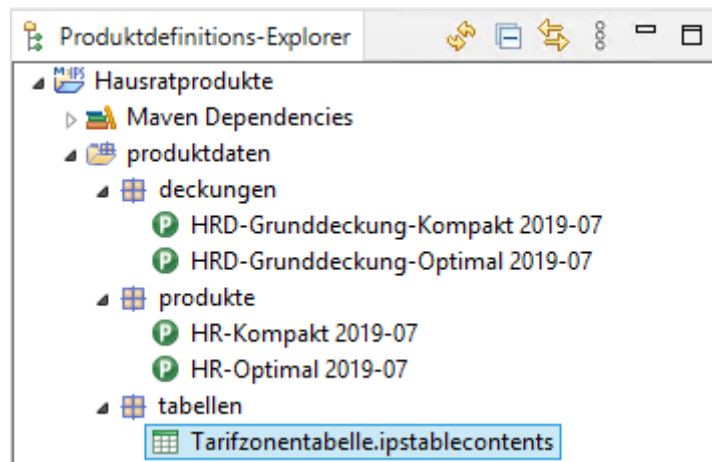 Produktdefinitions-Explorer
Hausratprodukte
Maven Dependencies
produktdaten
deckungen
HRD-Grunddeckung-Kompakt 2019-07
HRD-Grunddeckung-Optimal 2019-07
produkte
HR-Kompakt 2019-07
HR-Optimal 2019-07
tabellen
Tarifzonentabelle.ipstablecontents